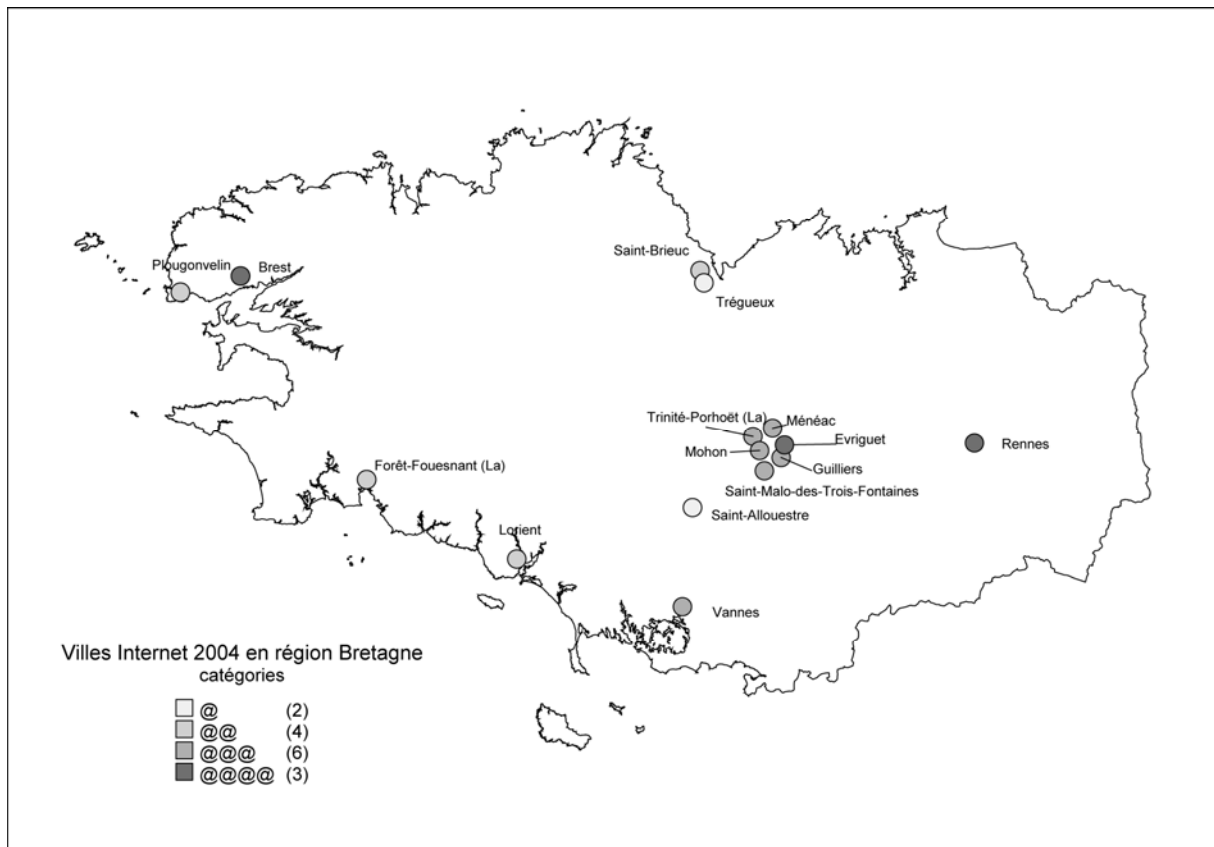 Saint-Brieuc
Plougonvelin
Brest
Trégueux
Trinité-Porhoët (La)
Ménéac
Evriguet
Rennes
Mohon
Guilliers
Forêt-Fouesnant (La)
Saint-Malo-des-Trois-Fontaines
Saint-Allouestre
Lorient
Vannes
Villes Internet 2004 en région Bretagne
catégories
@ (2)
@@ (4)
@@@ (6)
@@@@ (3)